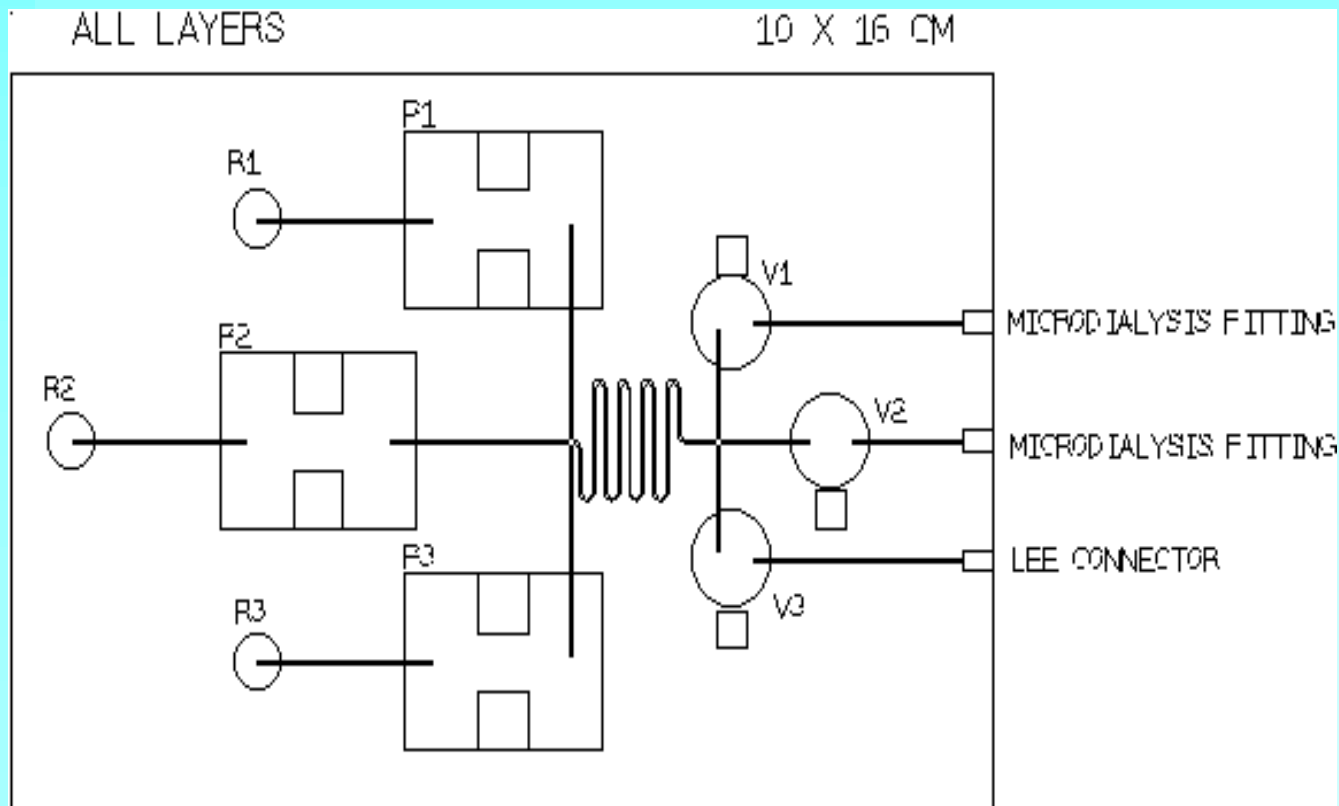 ALL LAYERS
10 X 16 CM
P1
R1
V1
MICRODIALYSIS FITTING
P2
R2
V2
MICRODIALYSIS FITTING
P3
LEE CONNECTOR
R3
V3